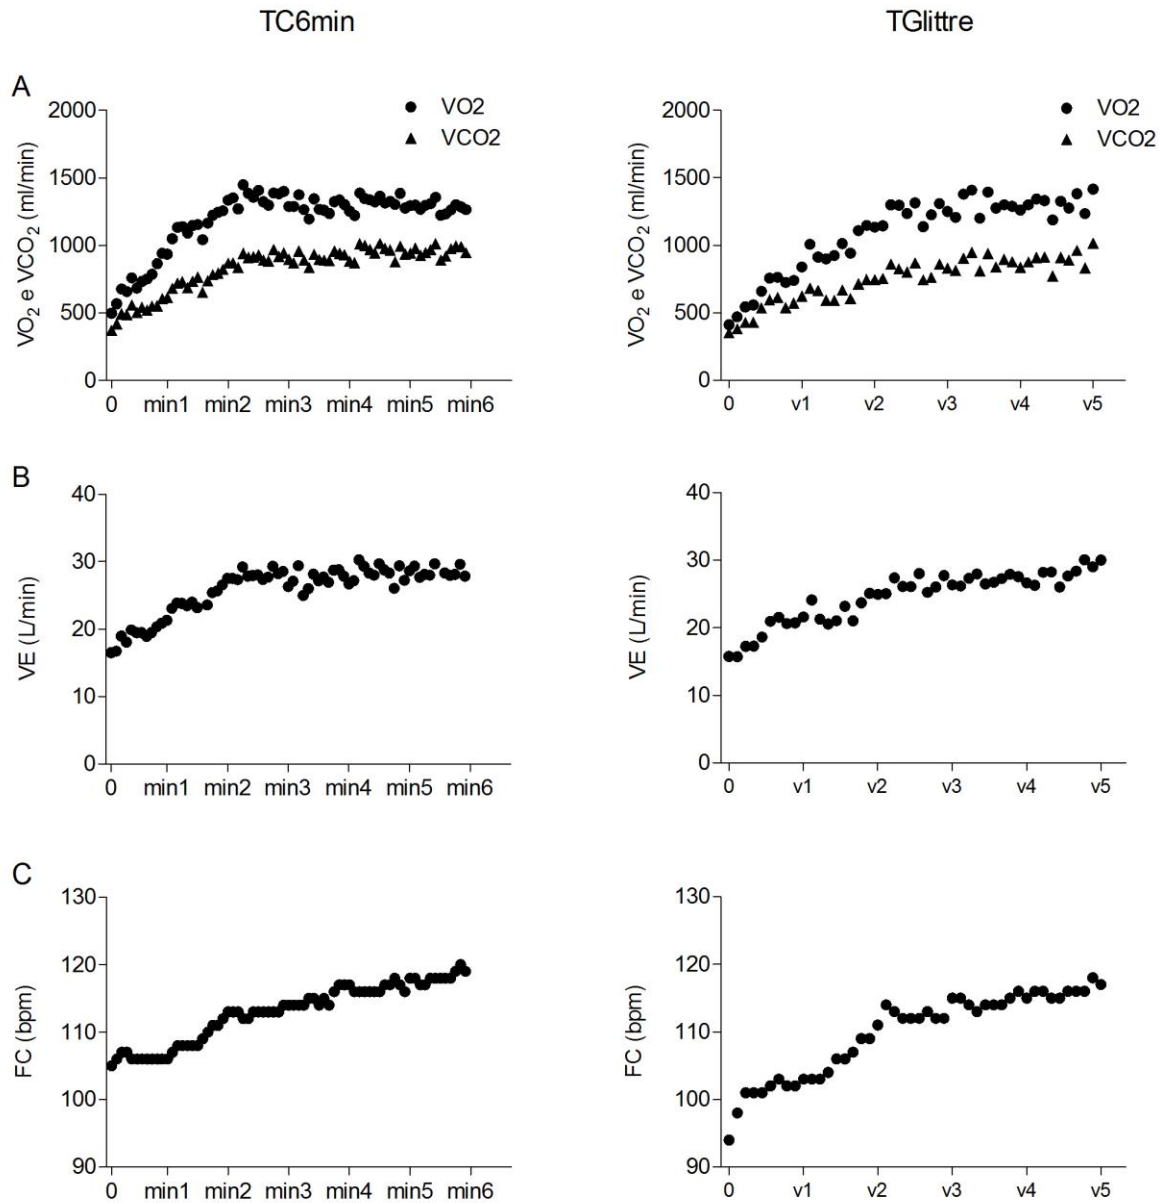 TC6min
TGlittre
A
VO2 e VCO2 (ml/min)
2000
1500
1000
500
0
VO2
VCO2
0 min1 min2 min3 min4 min5 min6
VO2 e VCO2 (ml/min)
2000
1500
1000
500
0
VO2
VCO2
0 v1 v2 v3 v4 v5
B
VE (L/min)
40
30
20
10
0
0 min1 min2 min3 min4 min5 min6
VE (L/min)
40
30
20
10
0
0 v1 v2 v3 v4 v5
C
FC (bpm)
130
120
110
100
90
0 min1 min2 min3 min4 min5 min6
FC (bpm)
130
120
110
100
90
0 v1 v2 v3 v4 v5